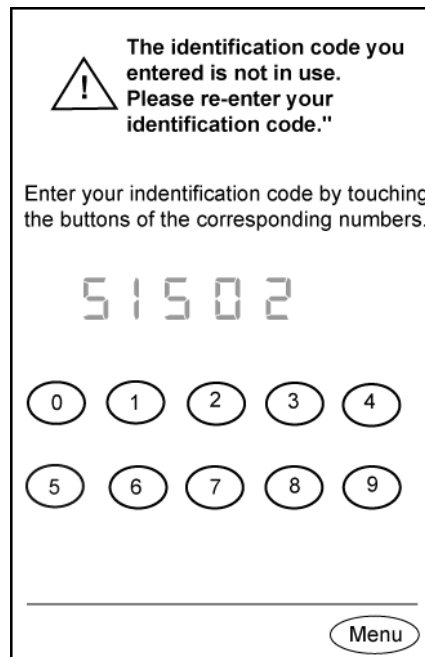 The identification code you
entered is not in use.
Please re-enter your
identification code."
!
Enter your indentification code by touching
the buttons of the corresponding numbers.
51502
0 1 2 3 4
5 6 7 8 9
Menu